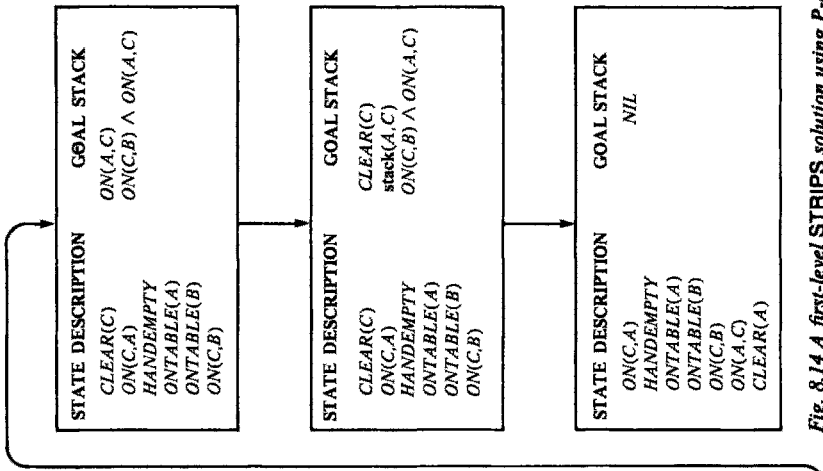 STATE DESCRIPTION GOAL STACK
CLEAR(C) ON(A,C)
ON(C,A) ON(C,B) ∧ ON(A,C)
HANDEMPTY
ONTABLE(A)
ONTABLE(B)
ON(C,B)
STATE DESCRIPTION GOAL STACK
CLEAR(C) CLEAR(C)
ON(C,A) stack(A,C)
HANDEMPTY ON(C,B) ∧ ON(A,C)
ONTABLE(A)
ONTABLE(B)
ON(C,B)
STATE DESCRIPTION GOAL STACK
ON(C,A) NIL
HANDEMPTY
ONTABLE(A)
ONTABLE(B)
ON(C,B)
ON(A,C)
CLEAR(A)
Fig. 8.14 A first-level STRIPS solution using